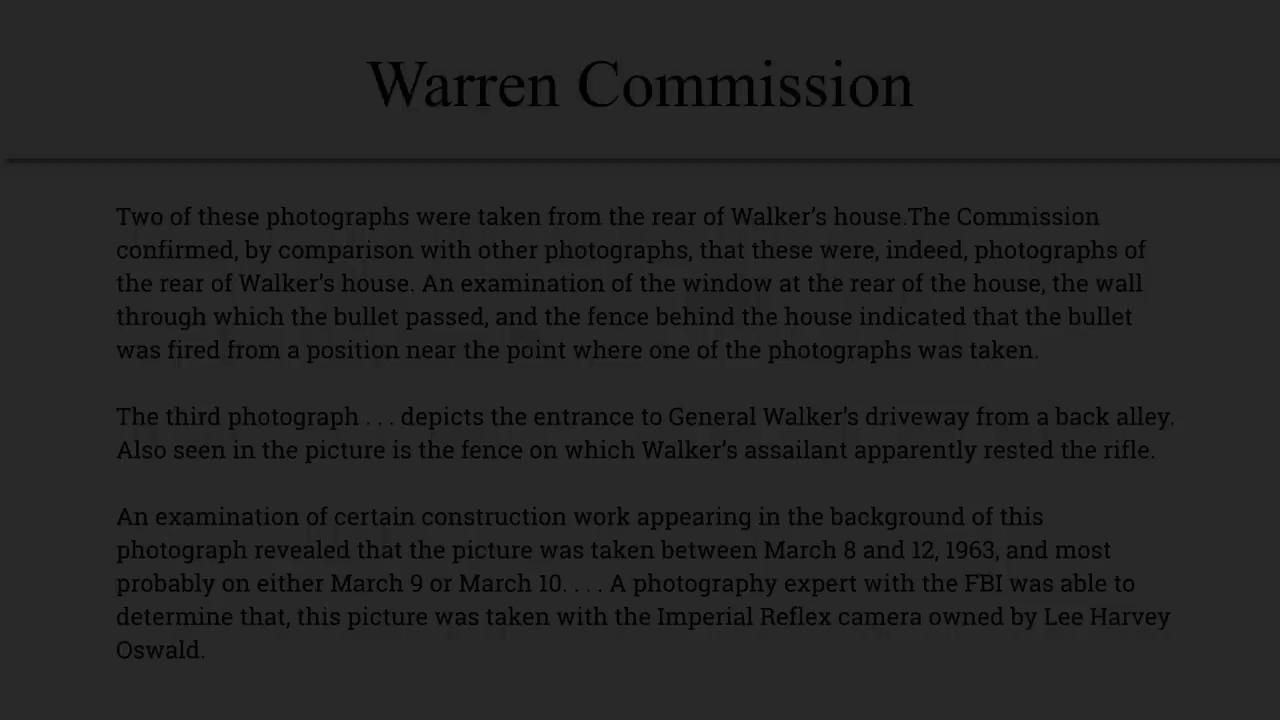 Warren Commission
Two of these photographs were taken from the rear of Walker’s house.The Commission
confirmed, by comparison with other photographs, that these were, indeed, photographs of
the rear of Walker’s house. An examination of the window at the rear of the house, the wall
through which the bullet passed, and the fence behind the house indicated that the bullet
was fired from a position near the point where one of the photographs was taken.
The third photograph . . . depicts the entrance to General Walker’s driveway from a back alley.
Also seen in the picture is the fence on which Walker’s assailant apparently rested the rifle.
An examination of certain construction work appearing in the background of this
photograph revealed that the picture was taken between March 8 and 12, 1963, and most
probably on either March 9 or March 10. . . . A photography expert with the FBI was able to
determine that, this picture was taken with the Imperial Reflex camera owned by Lee Harvey
Oswald.